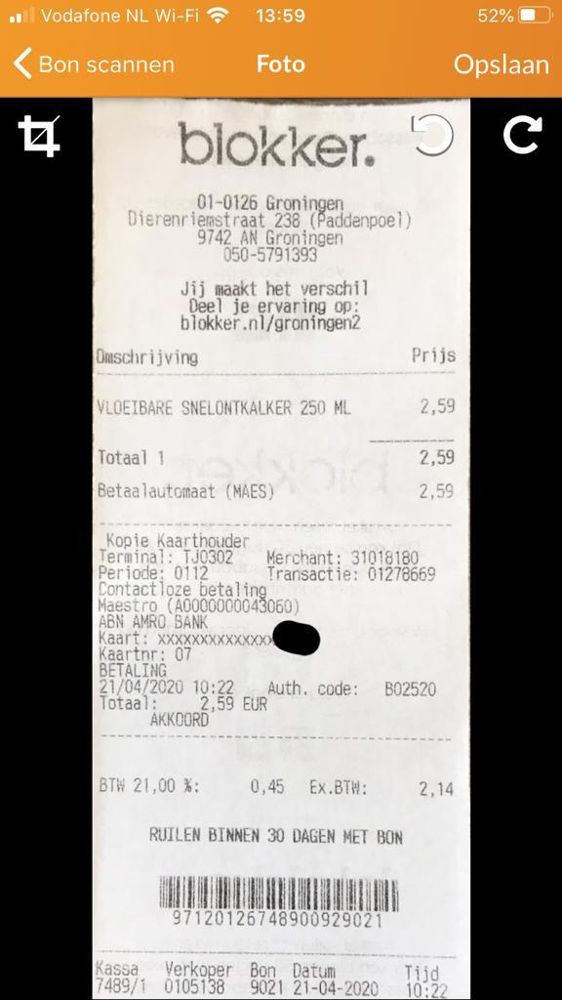 Vodafone NL Wi-Fi 13:59 52%
Bon scannen Foto Opslaan
blokker.
01-0126 Groningen
Dierenriemstraat 238 (Paddenpoel)
9742 AN Groningen
050-5791393
Jij maakt het verschil
Deel je ervaring op:
blokker.nl/groningen2
Omschrijving Prijs
VLOEIBARE SNELONTKALKER 250 ML 2,59
Totaal 1 2,59
Betaalautomaat (MAES) 2,59
Kopie Kaarthouder
Terminal: TJ0302 Merchant: 31018180
Periode: 0112 Transactie: 01278669
Contactloze betaling
Maestro (A0000000043060)
ABN AMRO BANK
Kaart: xxxxxxxxxxxxxx
Kaartnr: 07
BETALING
21/04/2020 10:22 Auth. code: B02520
Totaal: 2,59 EUR
AKKOORD
BTW 21,00 %: 0,45 Ex.BTW: 2,14
RUILEN BINNEN 30 DAGEN MET BON
971201267489009290­21
Kassa Verkoper Bon Datum Tijd
7489/1 0105138 9021 21-04-2020 10:22